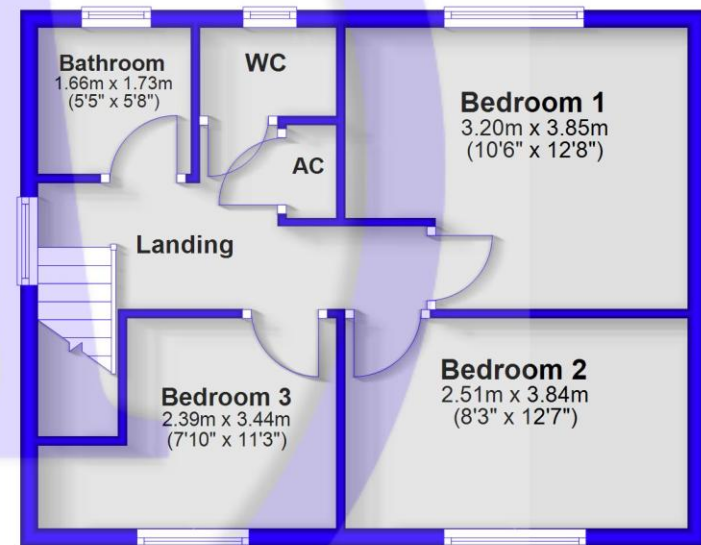 Bathroom
1.66m x 1.73m
(5'5" x 5'8")
WC
Bedroom 1
3.20m x 3.85m
(10'6" x 12'8")
AC
Landing
Bedroom 3
2.39m x 3.44m
(7'10" x 11'3")
Bedroom 2
2.51m x 3.84m
(8'3" x 12'7")